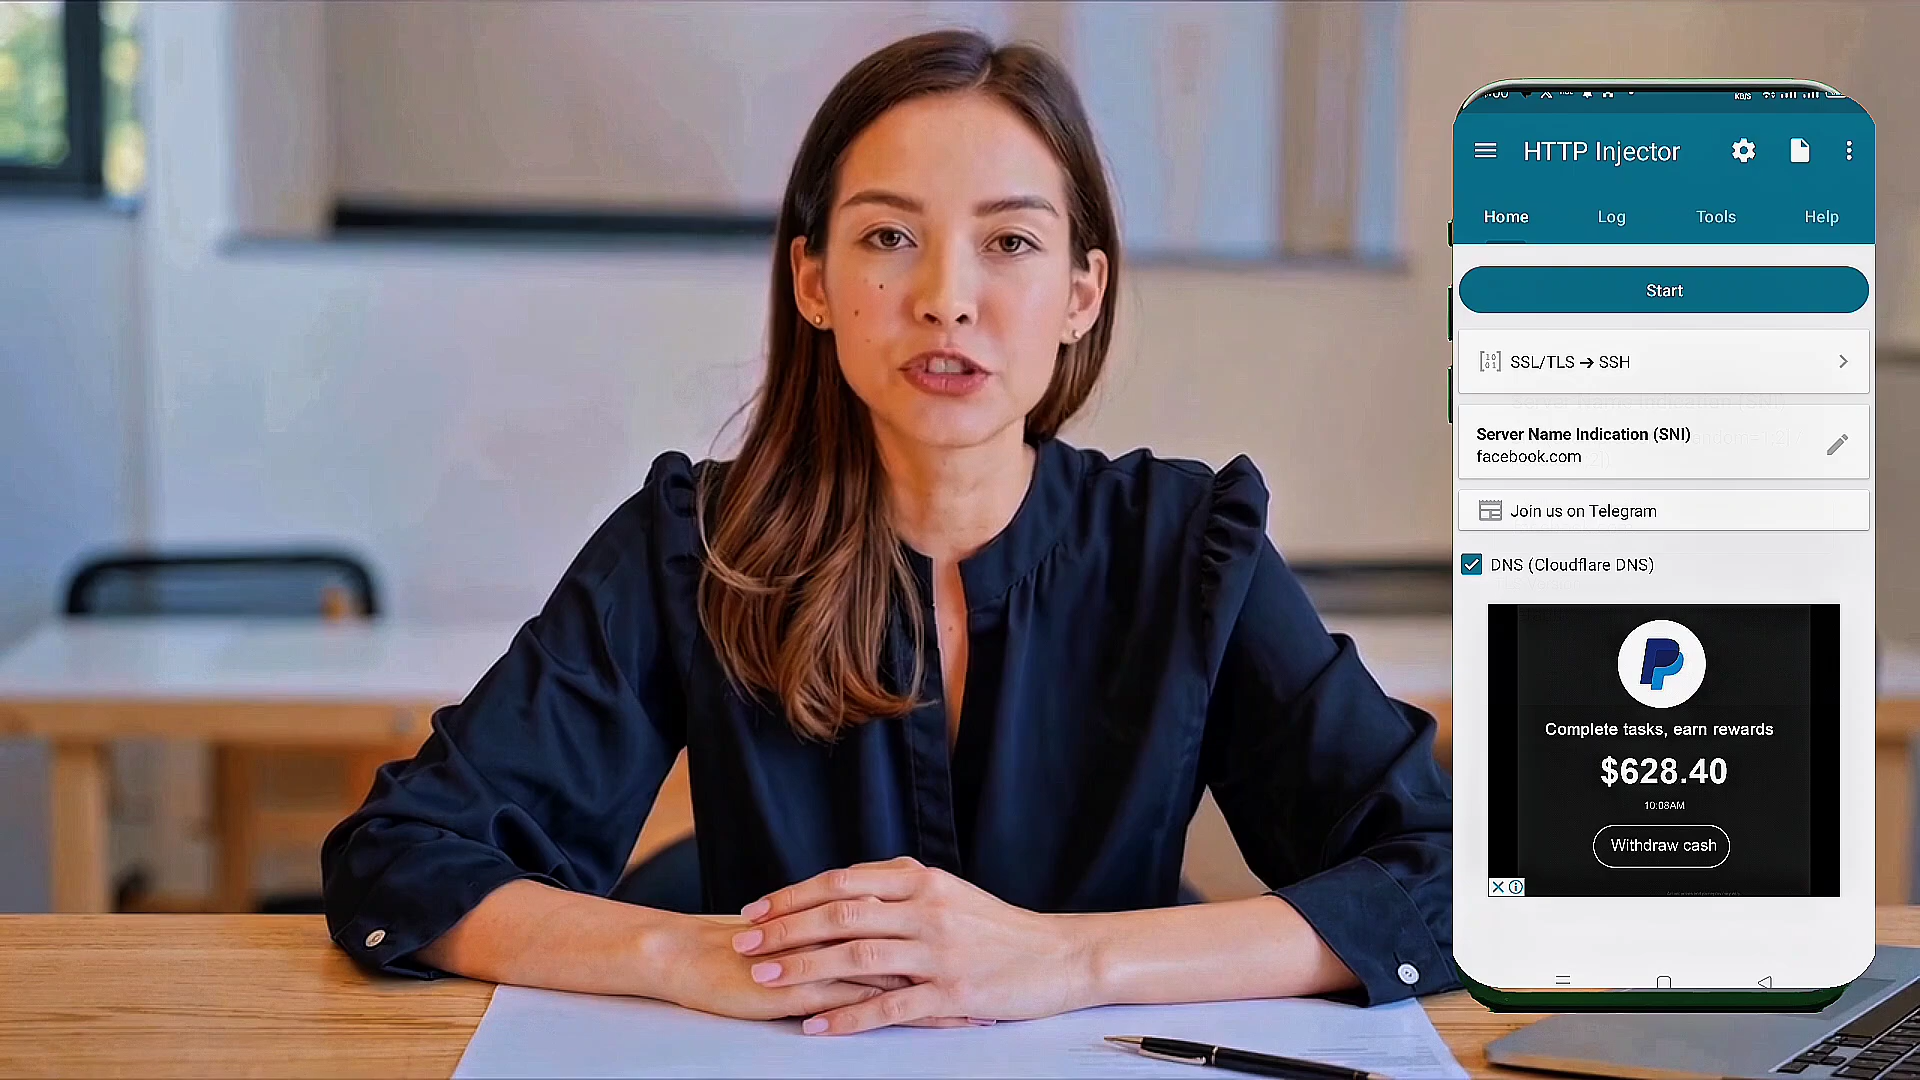 KB/S
HTTP Injector
Home Log Tools Help
Start
SSL/TLS → SSH
Server Name Indication (SNI)
facebook.com
Join us on Telegram
DNS (Cloudflare DNS)
Complete tasks, earn rewards
$628.40
10:08AM
Withdraw cash